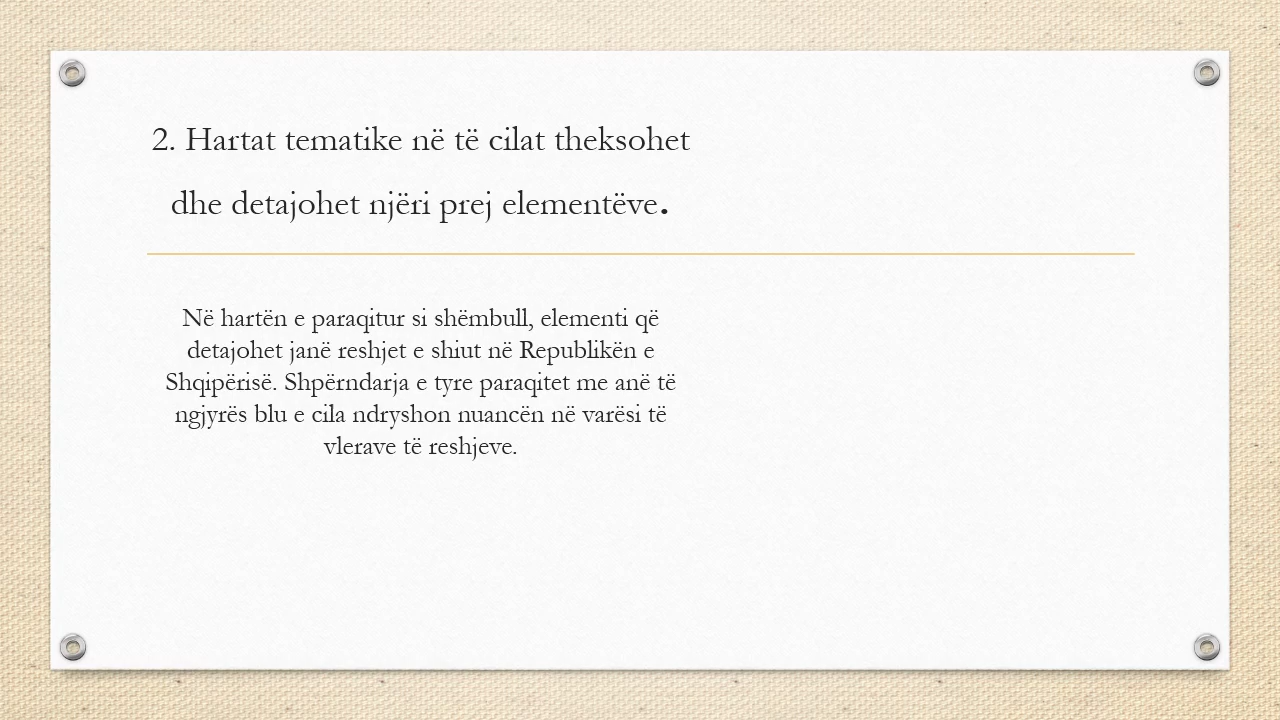 2. Hartat tematike në të cilat theksohet
dhe detajohet njëri prej elementëve.
Në hartën e paraqitur si shëmbull, elementi që
detajohet janë reshjet e shiut në Republikën e
Shqipërisë. Shpërndarja e tyre paraqitet me anë të
ngjyrës blu e cila ndryshon nuancën në varësi të
vlerave të reshjeve.